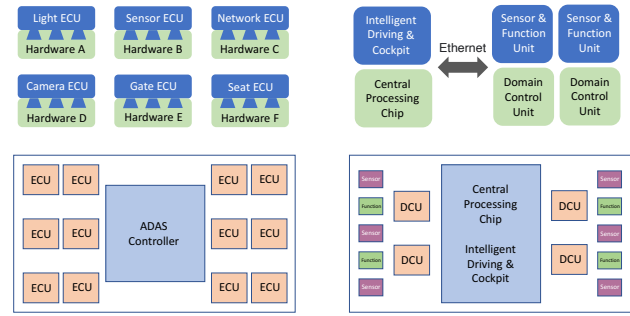 Light ECU
Hardware A
Sensor ECU
Hardware B
Network ECU
Hardware C
Camera ECU
Hardware D
Gate ECU
Hardware E
Seat ECU
Hardware F
Intelligent
Driving &
Cockpit
Central
Processing
Chip
Ethernet
Sensor &
Function
Unit
Domain
Control
Unit
Sensor &
Function
Unit
Domain
Control
Unit
ECU ECU
ECU ECU
ECU ECU
ADAS
Controller
ECU ECU
ECU ECU
ECU ECU
Sensor
Function
Sensor
Function
Sensor
DCU
DCU
Central
Processing
Chip
Intelligent
Driving &
Cockpit
DCU
DCU
Sensor
Function
Sensor
Function
Sensor